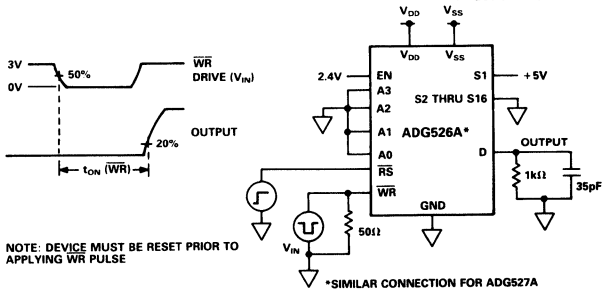 3V
0V
50%
WR
DRIVE (VIN)
OUTPUT
20%
tON (WR)
NOTE: DEVICE MUST BE RESET PRIOR TO
APPLYING WR PULSE
VDD
VSS
VDD
VSS
2.4V
EN
A3
A2
A1
A0
RS
WR
ADG526A*
S1
+5V
S2 THRU S16
D
OUTPUT
GND
1kΩ
35pF
VIN
50Ω
*SIMILAR CONNECTION FOR ADG527A